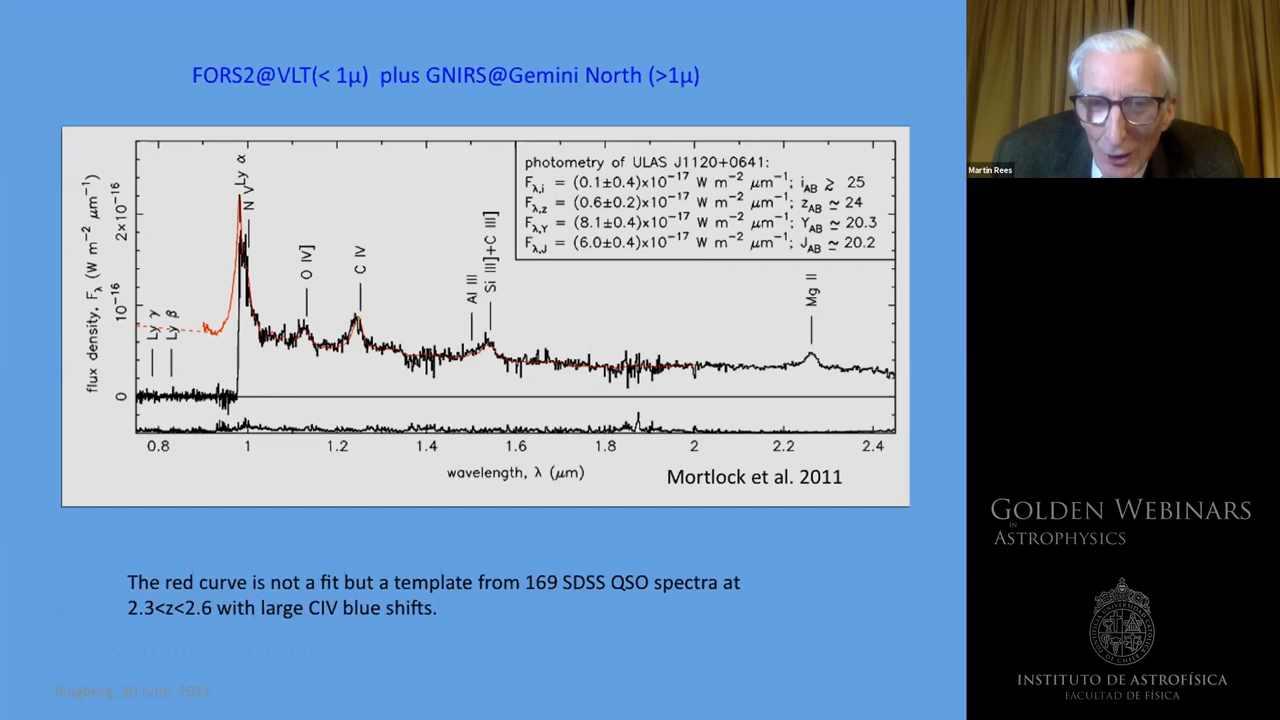 FORS2@VLT(< 1µ) plus GNIRS@Gemini North (>1µ)
Martin Rees
photometry of ULAS J1120+0641:
Fλ,i = (0.1±0.4)×10⁻¹⁷ W m⁻² µm⁻¹; iAB ≳ 25
Fλ,z = (0.6±0.2)×10⁻¹⁷ W m⁻² µm⁻¹; zAB ≃ 24
Fλ,Y = (8.1±0.4)×10⁻¹⁷ W m⁻² µm⁻¹; YAB ≃ 20.3
Fλ,J = (6.0±0.4)×10⁻¹⁷ W m⁻² µm⁻¹; JAB ≃ 20.2
flux density, Fλ (W m⁻² µm⁻¹)
2×10⁻¹⁶
10⁻¹⁶
0
Ly γ
Ly β
Ly α
N V
O IV]
C IV
Al III
Si III]+C III]
Mg II
0.8 1 1.2 1.4 1.6 1.8 2 2.2 2.4
wavelength, λ (µm)
Mortlock et al. 2011
The red curve is not a fit but a template from 169 SDSS QSO spectra at
2.3<z<2.6 with large CIV blue shifts.
20 June 2011
GOLDEN WEBINARS
IN
ASTROPHYSICS
INSTITUTO DE ASTROFÍSICA
FACULTAD DE FÍSICA